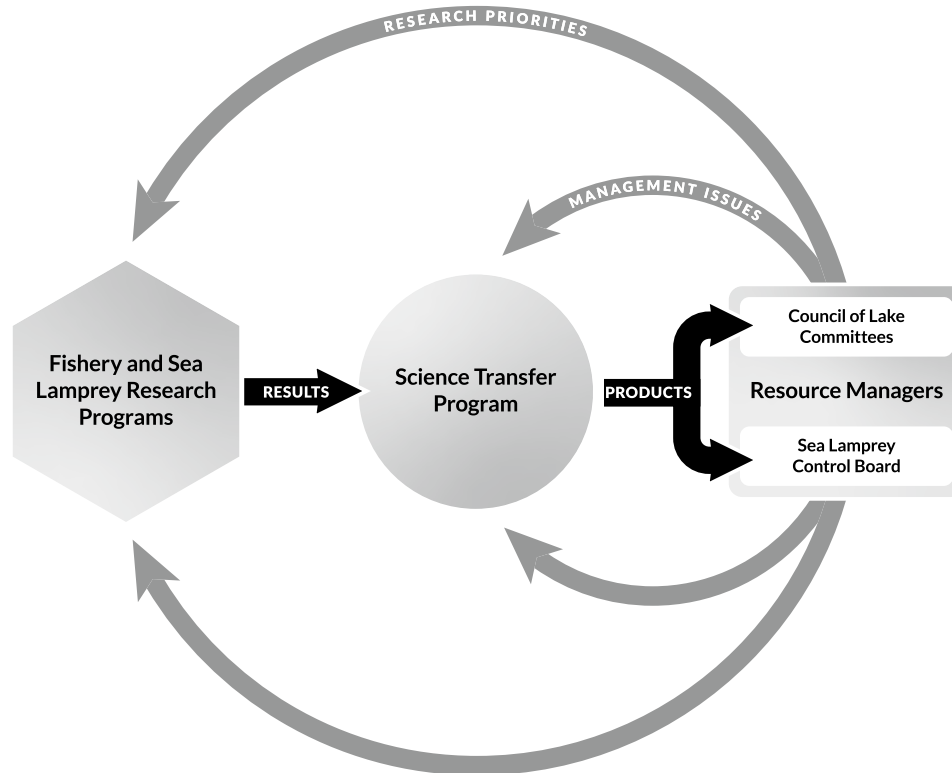 RESEARCH PRIORITIES
MANAGEMENT ISSUES
Fishery and Sea
Lamprey Research
Programs
RESULTS
Science Transfer
Program
PRODUCTS
Council of Lake
Committees
Resource Managers
Sea Lamprey
Control Board